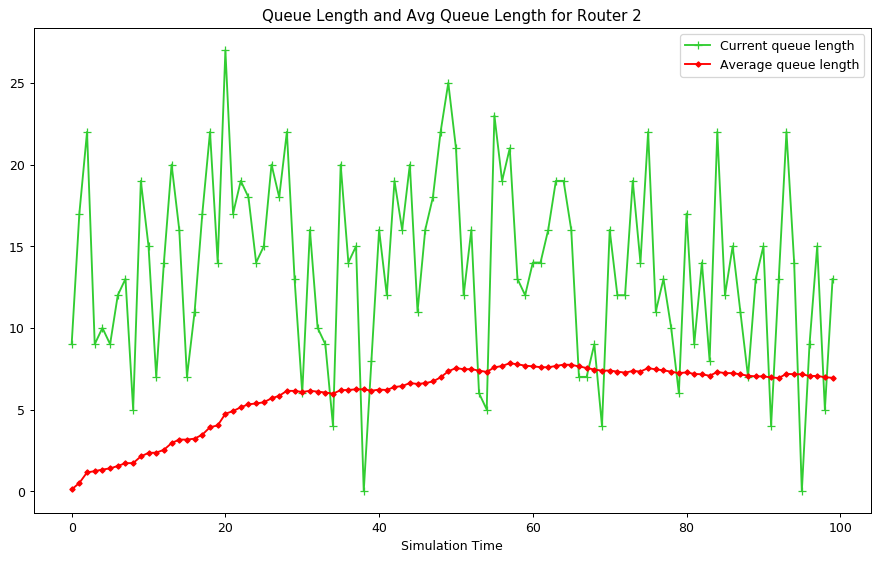 Queue Length and Avg Queue Length for Router 2
Current queue length
Average queue length
25
20
15
10
5
0
0 20 40 60 80 100
Simulation Time